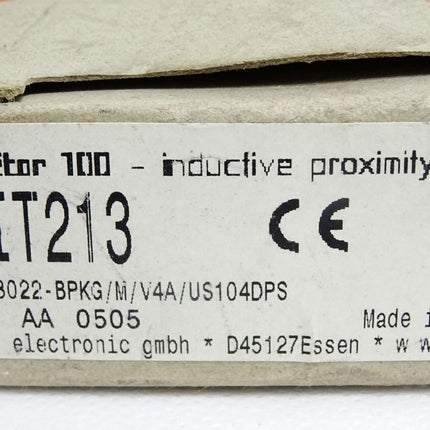 ctor 100 - inductive proximity
IT213 CE
3022-BPKG/M/V4A/US104DPS
AA 0505 Made i
electronic gmbh * D45127Essen * w w